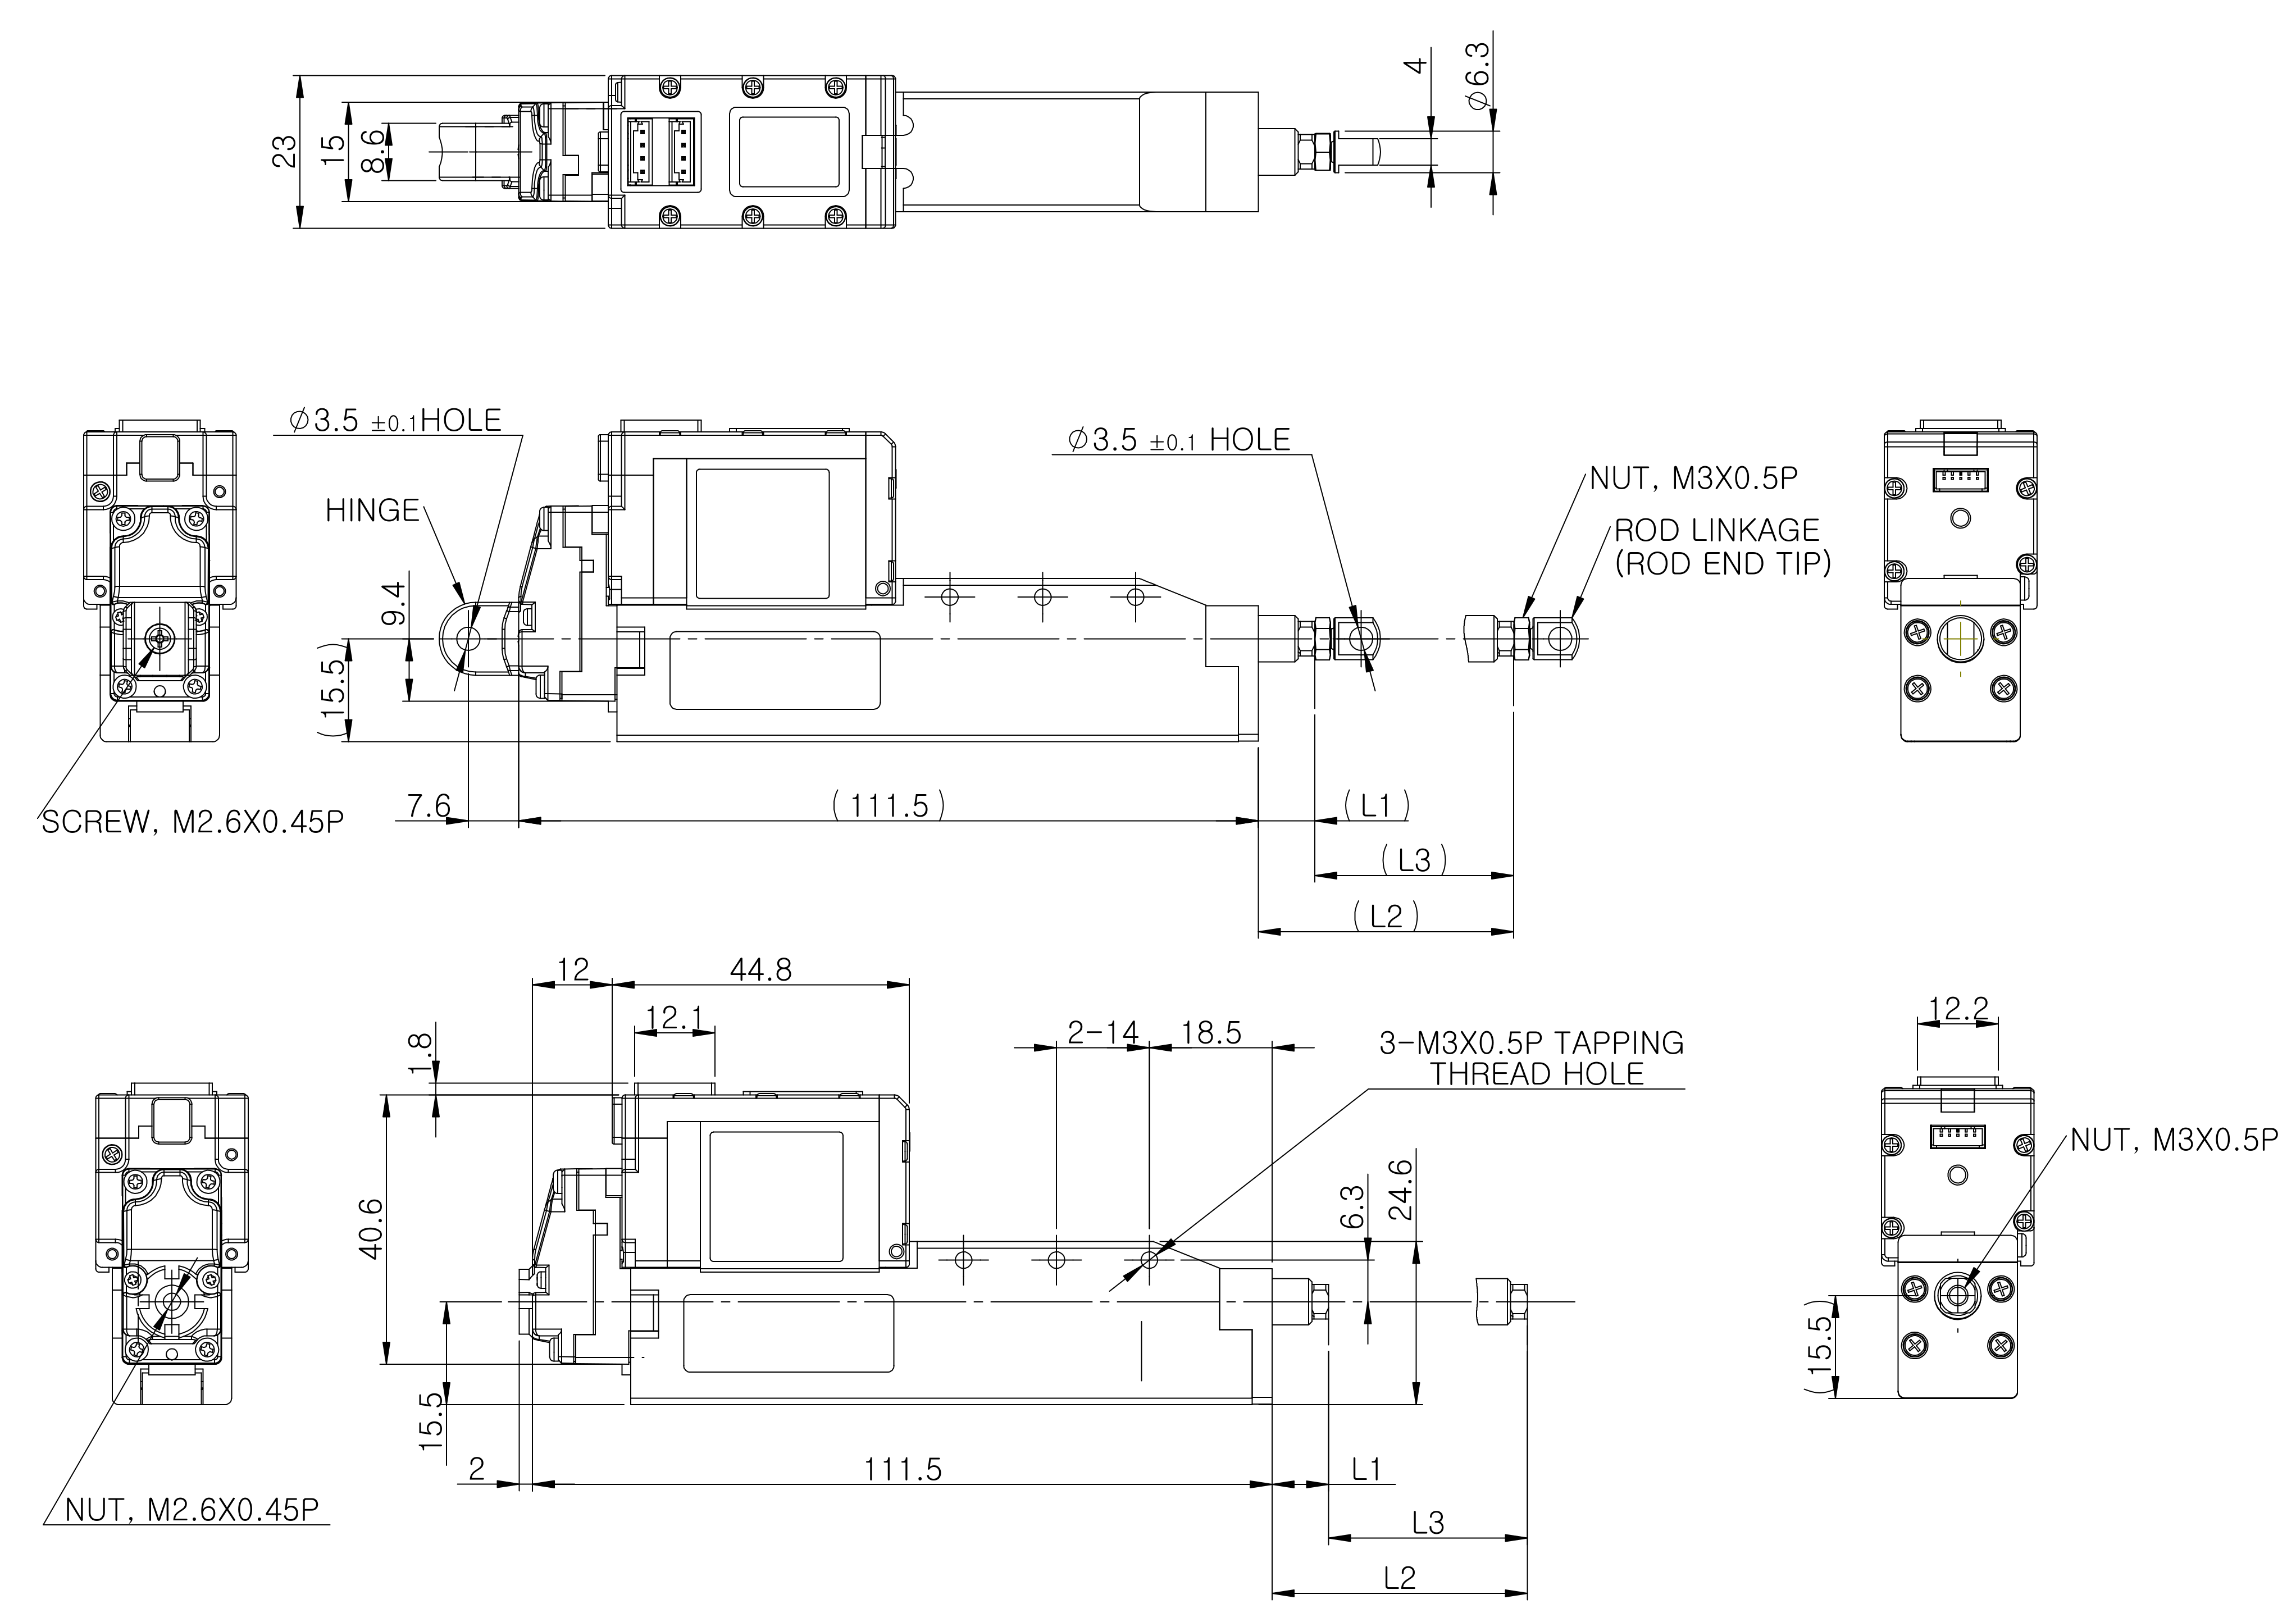 4
⌀6.3
23
15
8.6
⌀3.5 ±0.1HOLE
⌀3.5 ±0.1 HOLE
NUT, M3X0.5P
HINGE
ROD LINKAGE
(ROD END TIP)
9.4
(15.5)
SCREW, M2.6X0.45P
7.6
(111.5)
(L1)
(L3)
(L2)
12
44.8
12.1
1.8
2-14
18.5
3-M3X0.5P TAPPING
THREAD HOLE
12.2
NUT, M3X0.5P
40.6
6.3
24.6
15.5
(15.5)
2
111.5
L1
NUT, M2.6X0.45P
L3
L2